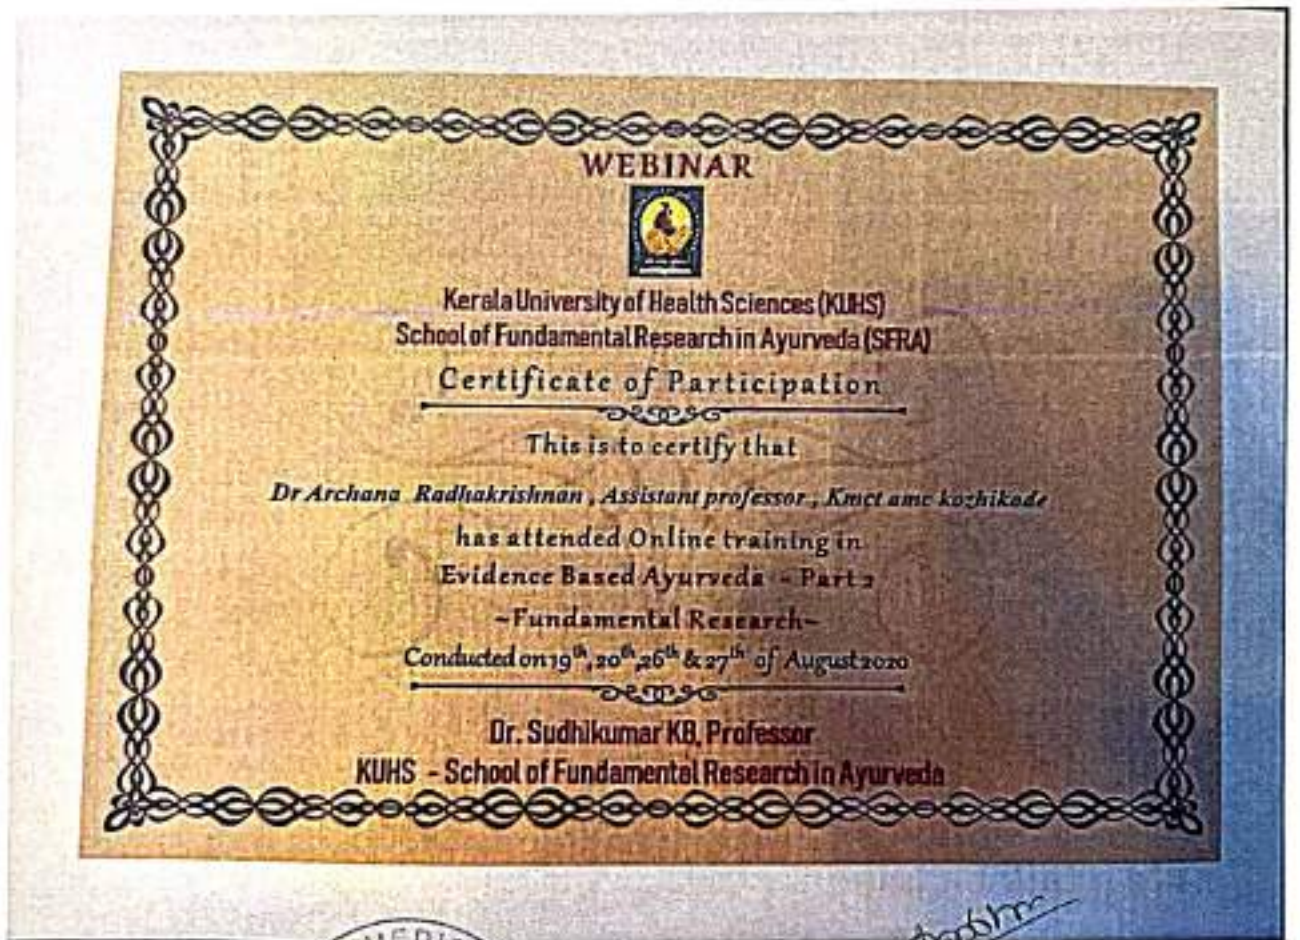 WEBINAR
Kerala University of Health Sciences (KUHS)
School of Fundamental Research in Ayurveda (SFRA)
Certificate of Participation
This is to certify that
Dr Archana Radhakrishnan , Assistant professor , Kmct amc kozhikode
has attended Online training in
Evidence Based Ayurveda - Part 2
~Fundamental Research~
Conducted on 19th, 20th, 26th & 27th of August 2020
Dr. Sudhikumar KB, Professor
KUHS - School of Fundamental Research in Ayurveda